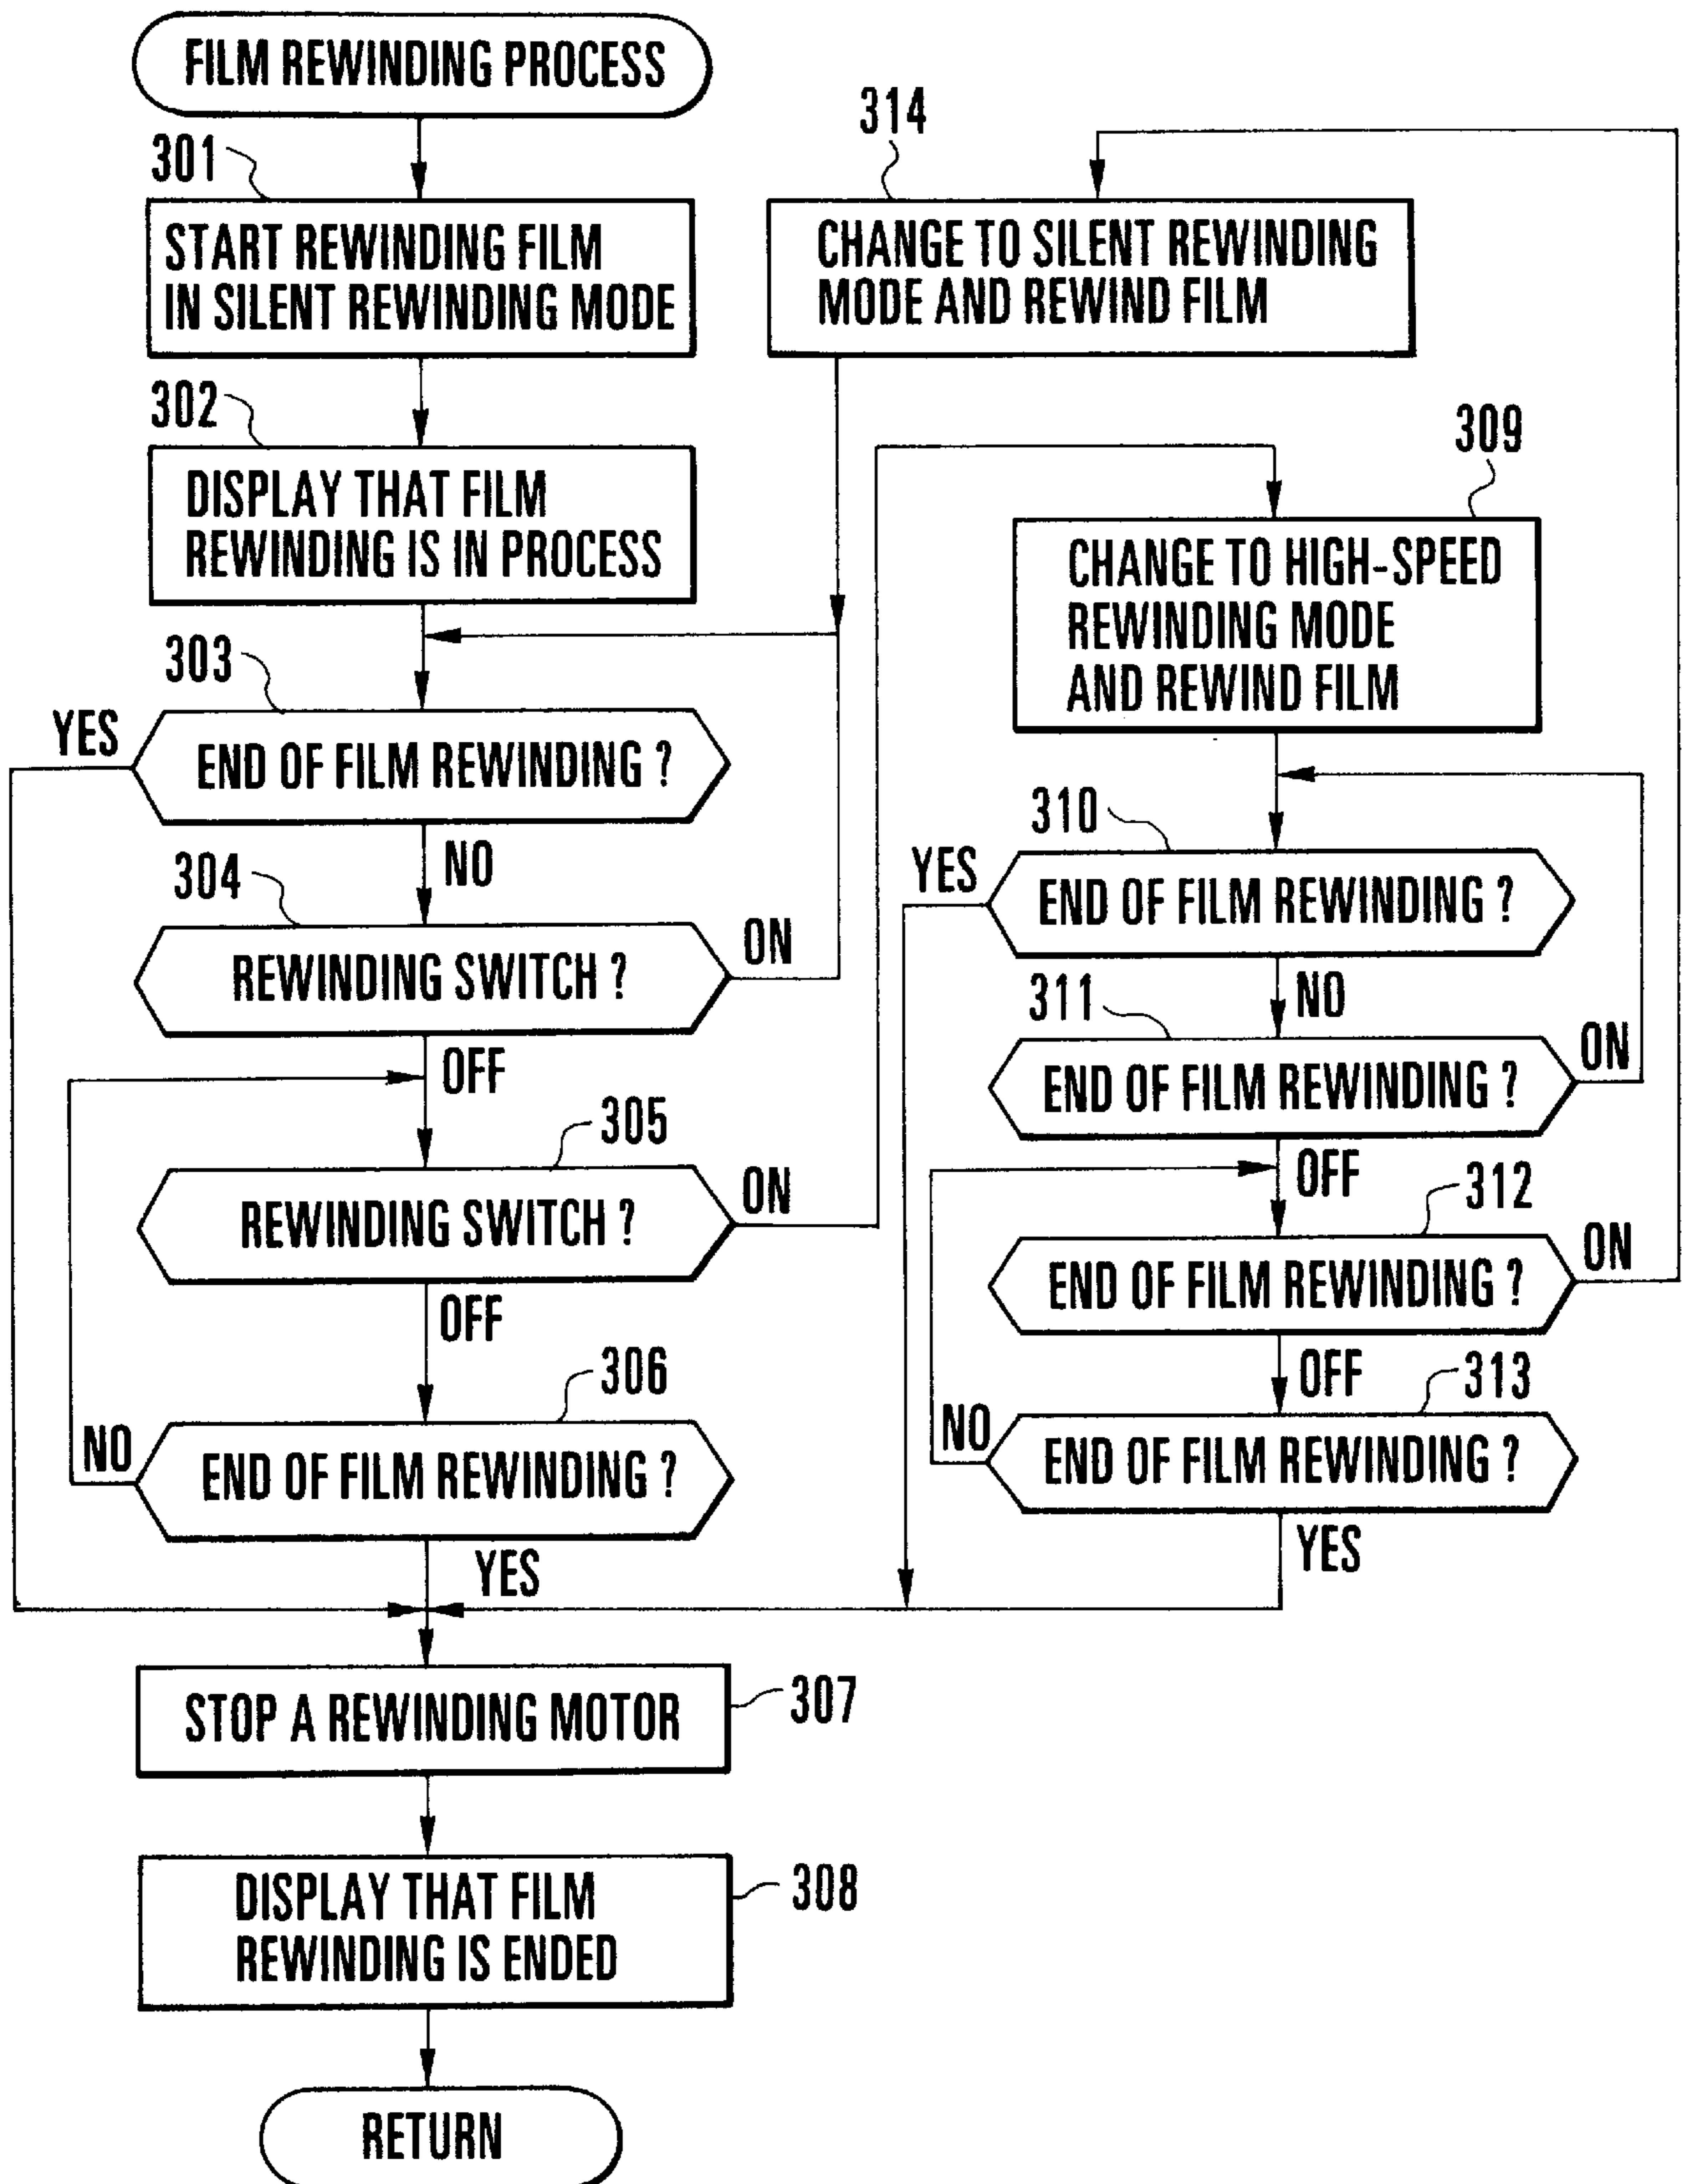 FILM REWINDING PROCESS
301
START REWINDING FILM
IN SILENT REWINDING MODE
302
DISPLAY THAT FILM
REWINDING IS IN PROCESS
303
YES
END OF FILM REWINDING ?
NO
304
REWINDING SWITCH ?
ON
OFF
305
REWINDING SWITCH ?
ON
OFF
306
NO
END OF FILM REWINDING ?
YES
STOP A REWINDING MOTOR
307
DISPLAY THAT FILM
REWINDING IS ENDED
308
RETURN
314
CHANGE TO SILENT REWINDING
MODE AND REWIND FILM
309
CHANGE TO HIGH-SPEED
REWINDING MODE
AND REWIND FILM
310
YES
END OF FILM REWINDING ?
NO
311
END OF FILM REWINDING ?
ON
OFF
312
END OF FILM REWINDING ?
ON
OFF
313
NO
END OF FILM REWINDING ?
YES